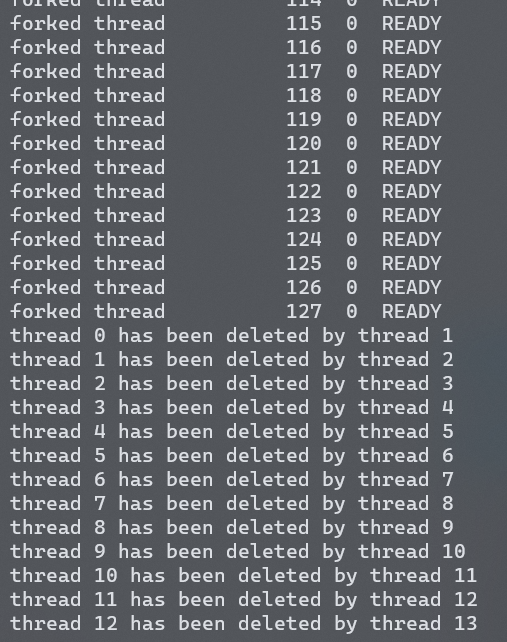 forked thread 114 0 READY
forked thread 115 0 READY
forked thread 116 0 READY
forked thread 117 0 READY
forked thread 118 0 READY
forked thread 119 0 READY
forked thread 120 0 READY
forked thread 121 0 READY
forked thread 122 0 READY
forked thread 123 0 READY
forked thread 124 0 READY
forked thread 125 0 READY
forked thread 126 0 READY
forked thread 127 0 READY
thread 0 has been deleted by thread 1
thread 1 has been deleted by thread 2
thread 2 has been deleted by thread 3
thread 3 has been deleted by thread 4
thread 4 has been deleted by thread 5
thread 5 has been deleted by thread 6
thread 6 has been deleted by thread 7
thread 7 has been deleted by thread 8
thread 8 has been deleted by thread 9
thread 9 has been deleted by thread 10
thread 10 has been deleted by thread 11
thread 11 has been deleted by thread 12
thread 12 has been deleted by thread 13